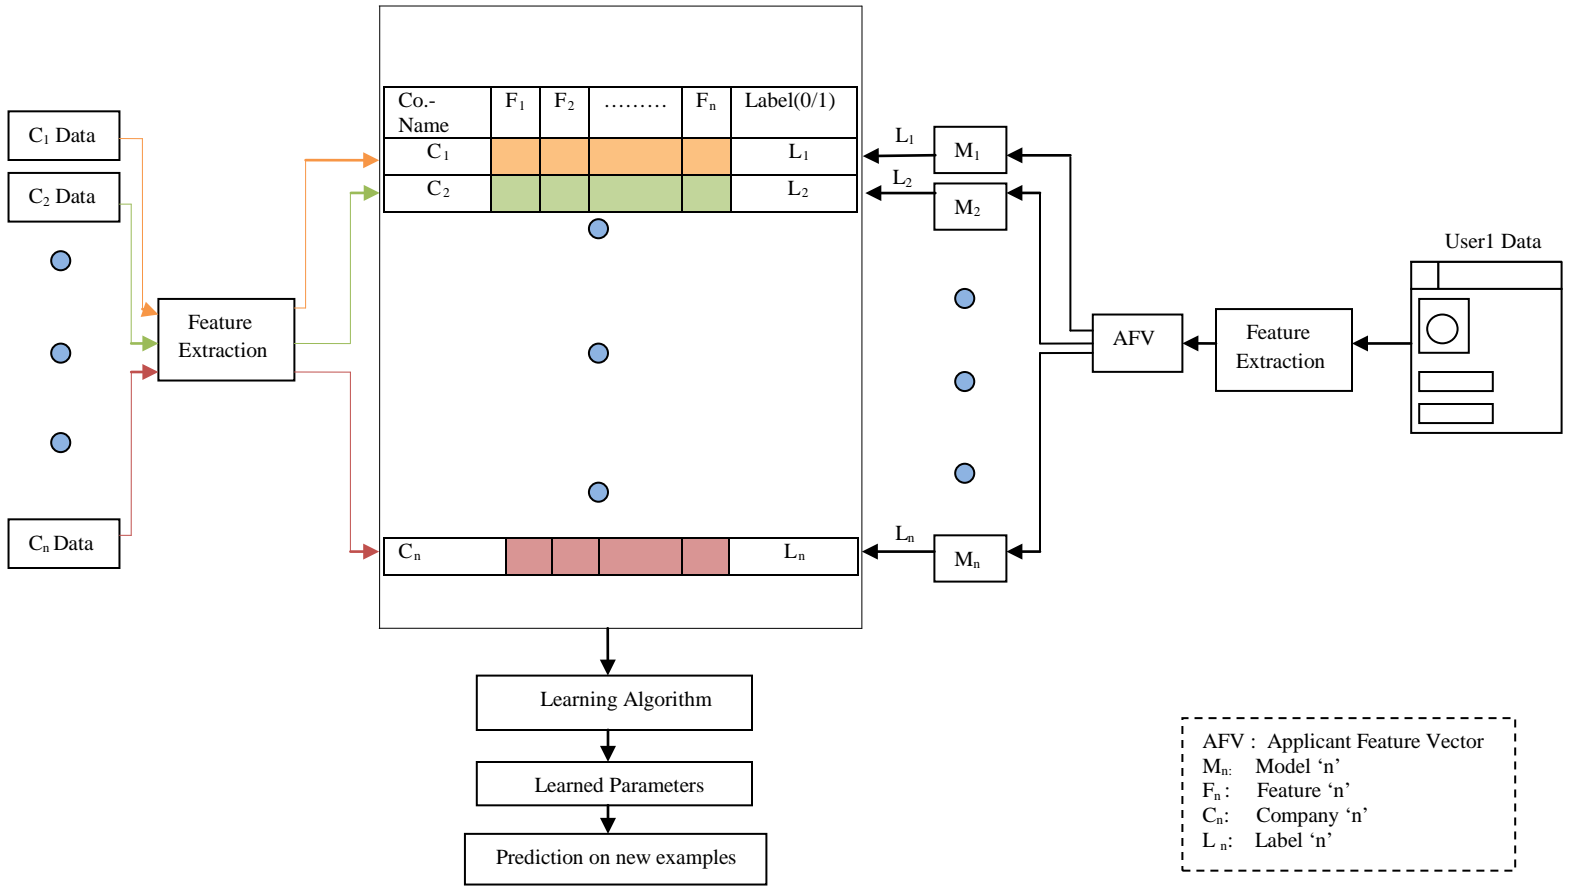 Co.- F1 F2 ……… Fn Label(0/1)
Name
C1 L1
C2 L2
Cn Ln
C1 Data
C2 Data
Cn Data
Feature
Extraction
L1
L2
Ln
M1
M2
Mn
AFV
Feature
Extraction
User1 Data
Learning Algorithm
Learned Parameters
Prediction on new examples
AFV : Applicant Feature Vector
Mn: Model ‘n’
Fn : Feature ‘n’
Cn: Company ‘n’
L n: Label ‘n’